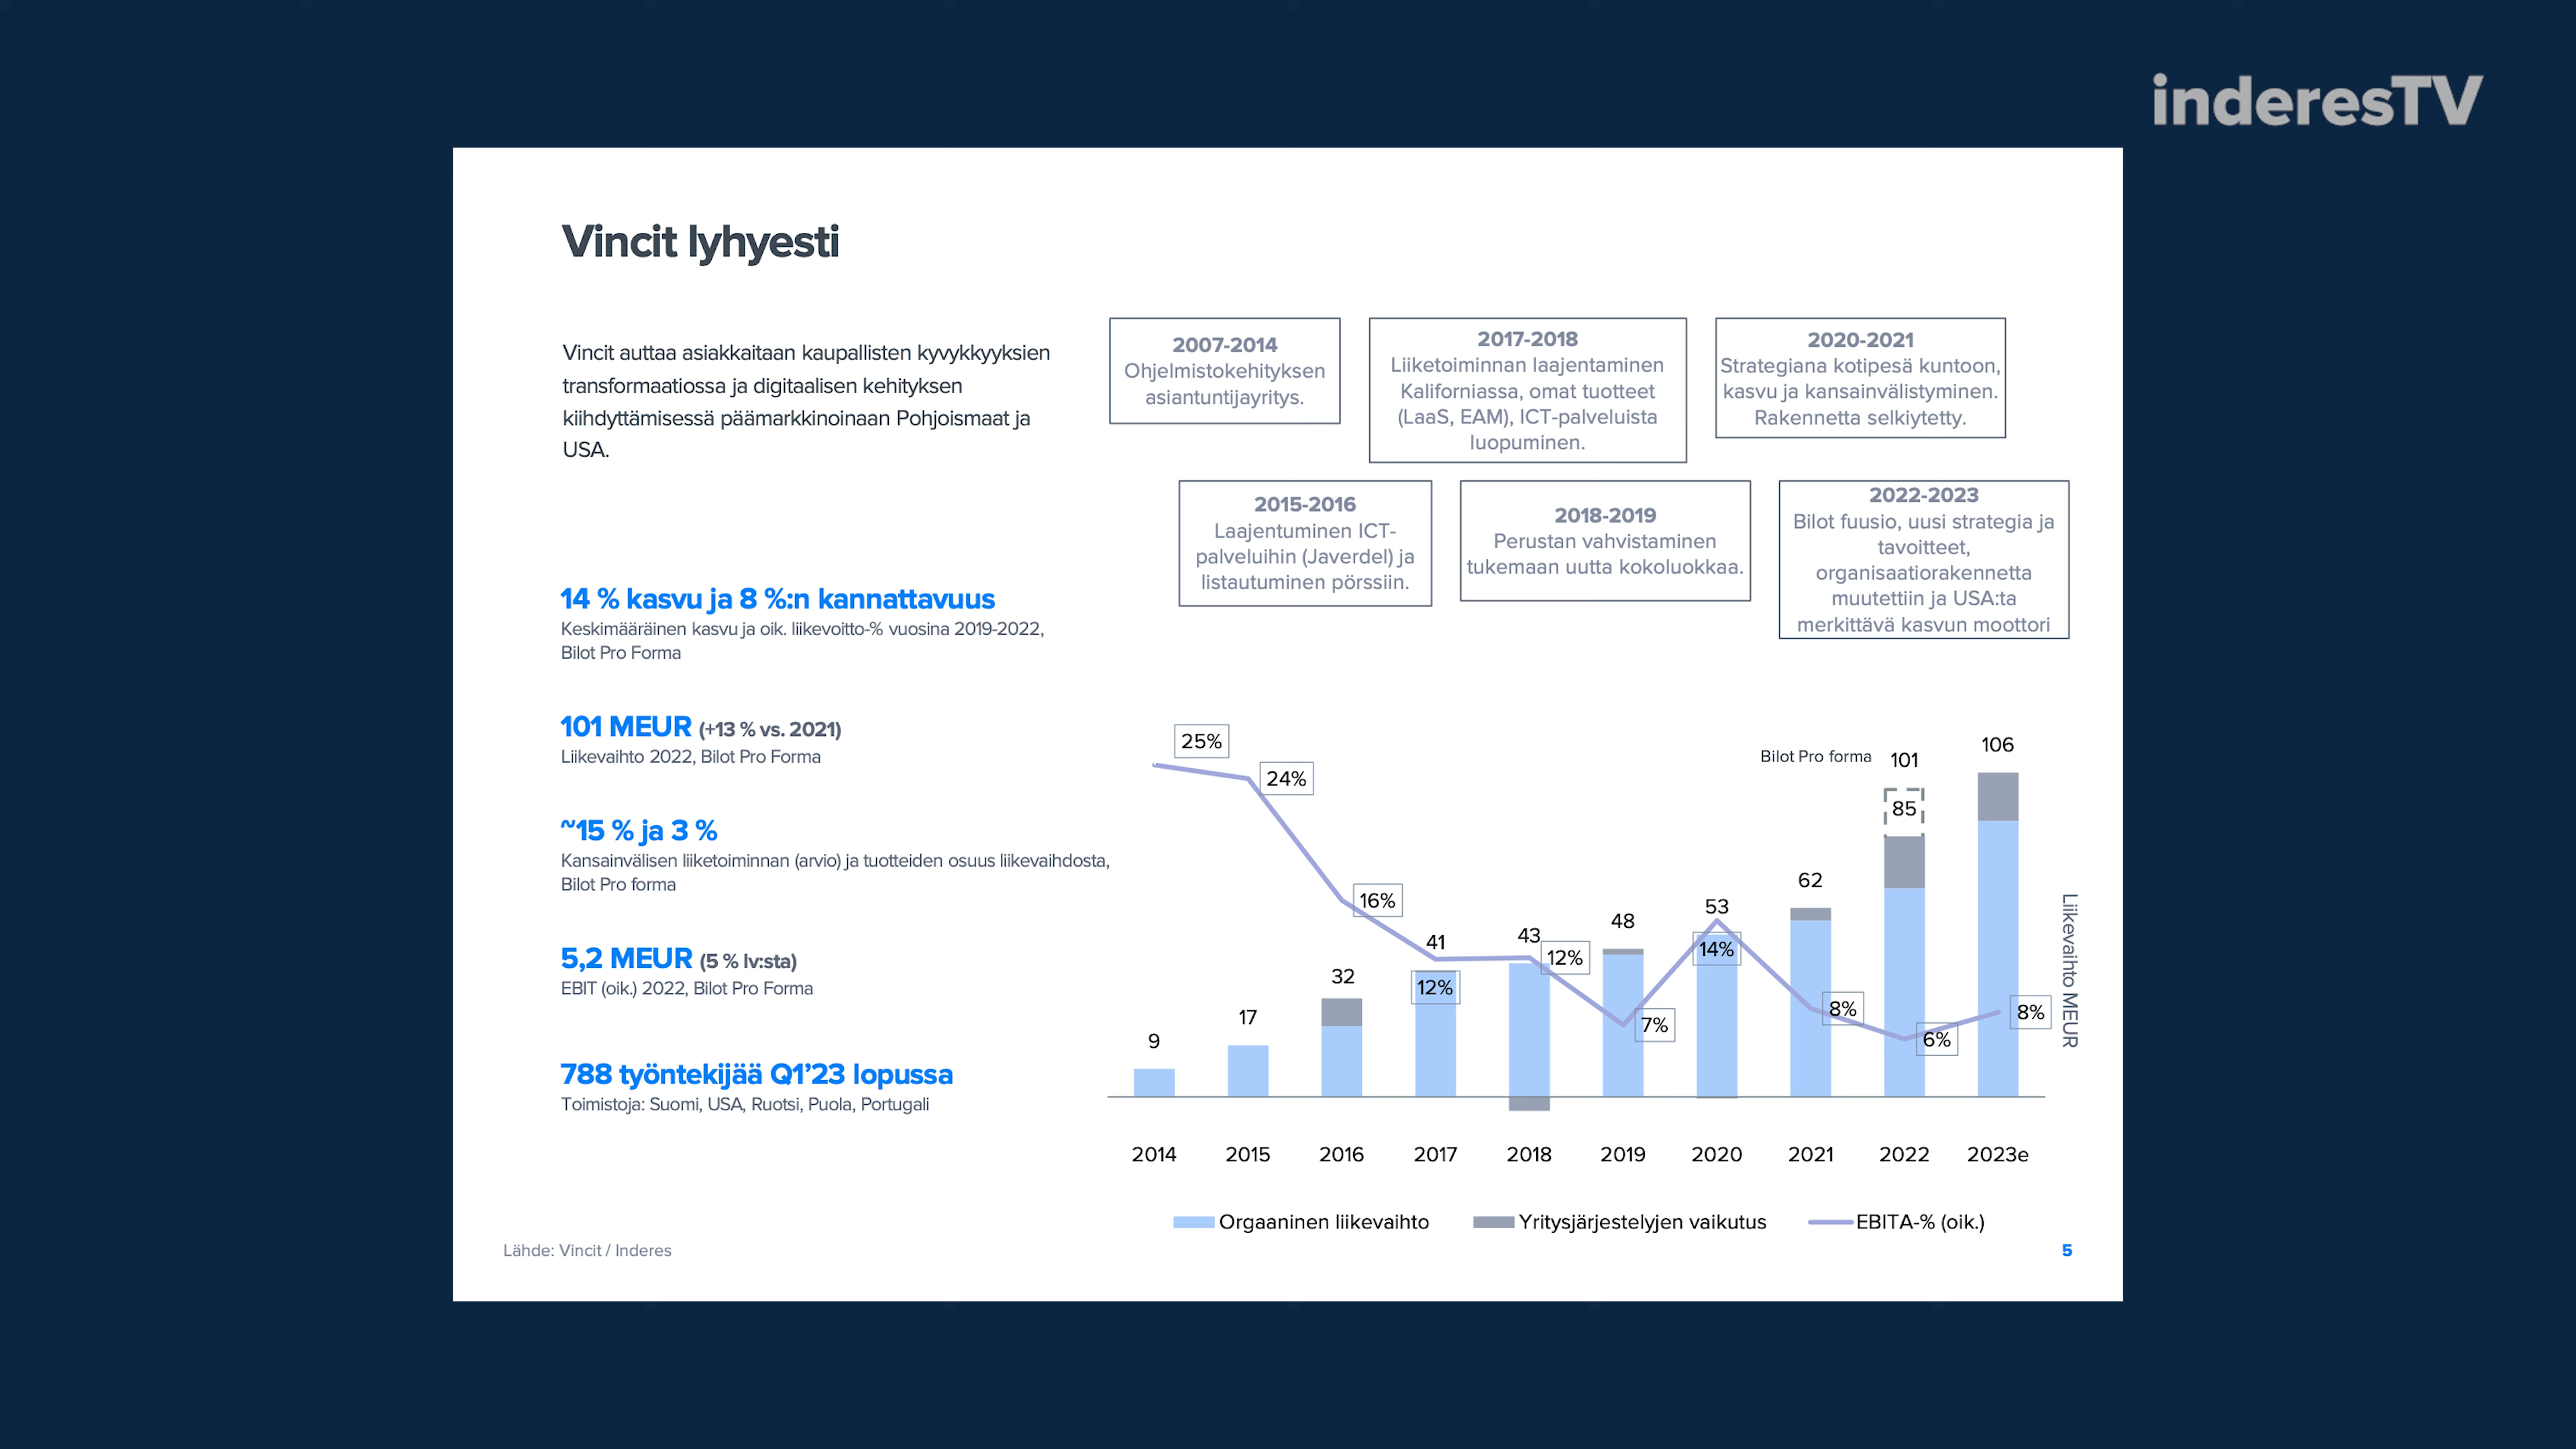 inderesTV
Vincit lyhyesti
Vincit auttaa asiakkaitaan kaupallisten kyvykkyyksien
transformaatiossa ja digitaalisen kehityksen
kiihdyttämisessä päämarkkinoinaan Pohjoismaat ja
USA.
14 % kasvu ja 8 %:n kannattavuus
Keskimääräinen kasvu ja oik. liikevoitto-% vuosina 2019-2022,
Bilot Pro Forma
101 MEUR (+13 % vs. 2021)
Liikevaihto 2022, Bilot Pro Forma
~15 % ja 3 %
Kansainvälisen liiketoiminnan (arvio) ja tuotteiden osuus liikevaihdosta,
Bilot Pro forma
5,2 MEUR (5 % lv:sta)
EBIT (oik.) 2022, Bilot Pro Forma
788 työntekijää Q1’23 lopussa
Toimistoja: Suomi, USA, Ruotsi, Puola, Portugali
2007-2014
Ohjelmistokehityksen
asiantuntijayritys.
2017-2018
Liiketoiminnan laajentaminen
Kaliforniassa, omat tuotteet
(LaaS, EAM), ICT-palveluista
luopuminen.
2020-2021
Strategiana kotipesä kuntoon,
kasvu ja kansainvälistyminen.
Rakennetta selkiytetty.
2015-2016
Laajentuminen ICT-
palveluihin (Javerdel) ja
listautuminen pörssiin.
2018-2019
Perustan vahvistaminen
tukemaan uutta kokoluokkaa.
2022-2023
Bilot fuusio, uusi strategia ja
tavoitteet,
organisaatiorakennetta
muutettiin ja USA:ta
merkittävä kasvun moottori
25%
24%
16%
12%
12%
7%
14%
8%
6%
8%
9
17
32
41
43
48
53
62
Bilot Pro forma
101
85
106
Liikevaihto MEUR
2014 2015 2016 2017 2018 2019 2020 2021 2022 2023e
Orgaaninen liikevaihto Yritysjärjestelyjen vaikutus EBITA-% (oik.)
Lähde: Vincit / Inderes
5